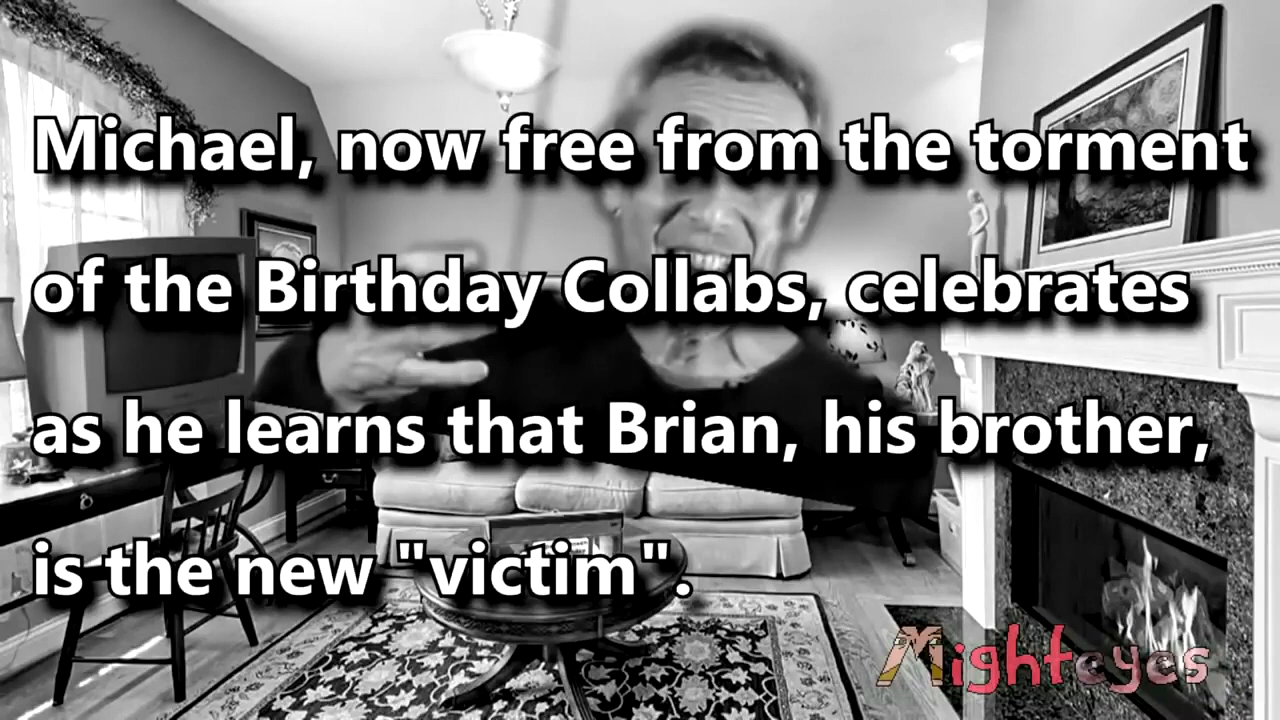 Michael, now free from the torment
of the Birthday Collabs, celebrates
as he learns that Brian, his brother,
is the new "victim".
Mighteyes